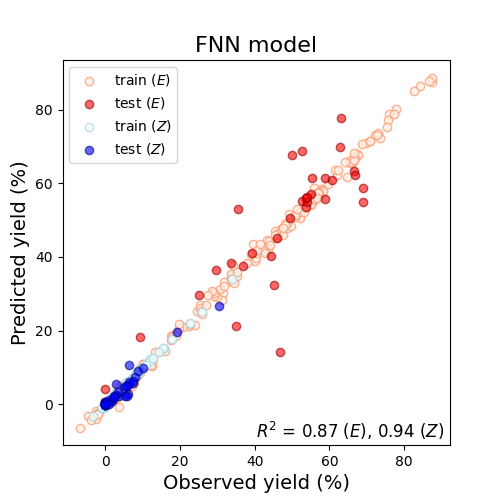 FNN model
train (E)
test (E)
train (Z)
test (Z)
Predicted yield (%)
80
60
40
20
0
R² = 0.87 (E), 0.94 (Z)
0 20 40 60 80
Observed yield (%)